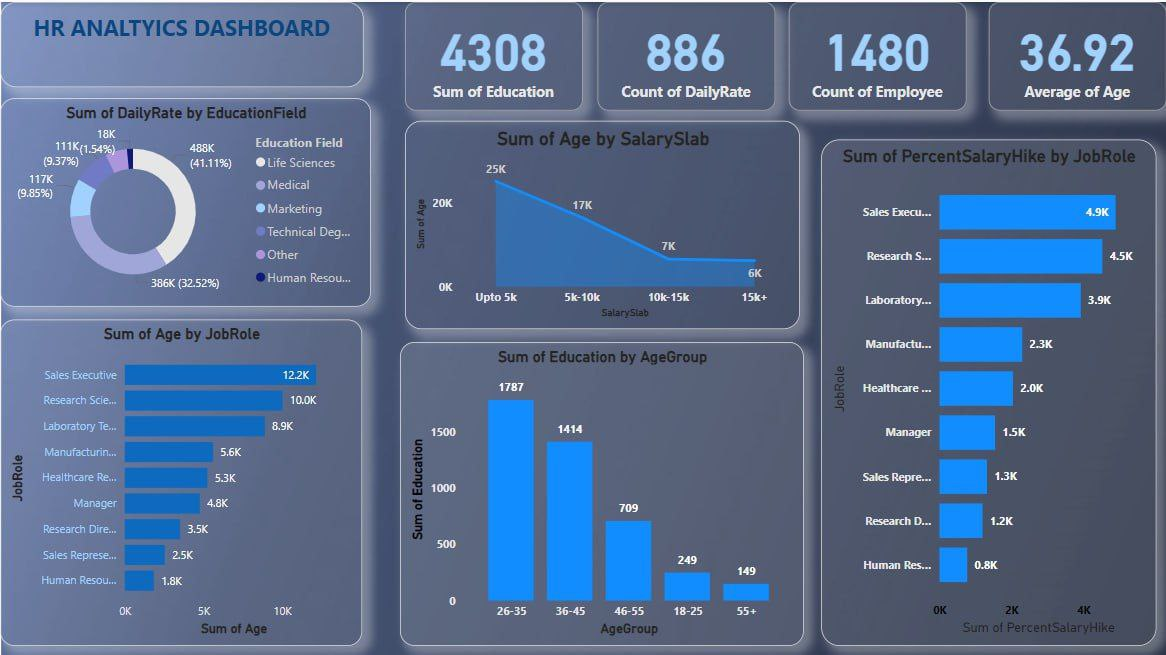 HR ANALTYICS DASHBOARD
4308
Sum of Education
886
Count of DailyRate
1480
Count of Employee
36.92
Average of Age
Sum of DailyRate by EducationField
18K
(1.54%)
111K
(9.37%)
117K
(9.85%)
488K
(41.11%)
386K (32.52%)
Education Field
Life Sciences
Medical
Marketing
Technical Deg...
Other
Human Resou...
Sum of Age by SalarySlab
Sum of Age
20K
0K
25K
17K
7K
6K
Upto 5k
5k-10k
10k-15k
15k+
SalarySlab
Sum of PercentSalaryHike by JobRole
JobRole
Sales Execu... 4.9K
Research S... 4.5K
Laboratory... 3.9K
Manufactu... 2.3K
Healthcare ... 2.0K
Manager 1.5K
Sales Repre... 1.3K
Research D... 1.2K
Human Res... 0.8K
0K 2K 4K
Sum of PercentSalaryHike
Sum of Age by JobRole
JobRole
Sales Executive 12.2K
Research Scie... 10.0K
Laboratory Te... 8.9K
Manufacturin... 5.6K
Healthcare Re... 5.3K
Manager 4.8K
Research Dire... 3.5K
Sales Represe... 2.5K
Human Resou... 1.8K
0K 5K 10K
Sum of Age
Sum of Education by AgeGroup
Sum of Education
1500
1000
500
0
1787
1414
709
249
149
26-35 36-45 46-55 18-25 55+
AgeGroup